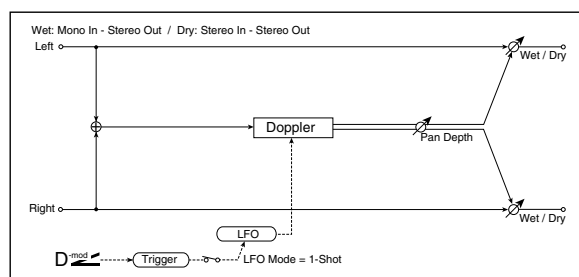 Wet: Mono In - Stereo Out / Dry: Stereo In - Stereo Out
Left
Wet / Dry
Doppler
Pan Depth
Right
Wet / Dry
LFO
D-mod
Trigger
LFO Mode = 1-Shot